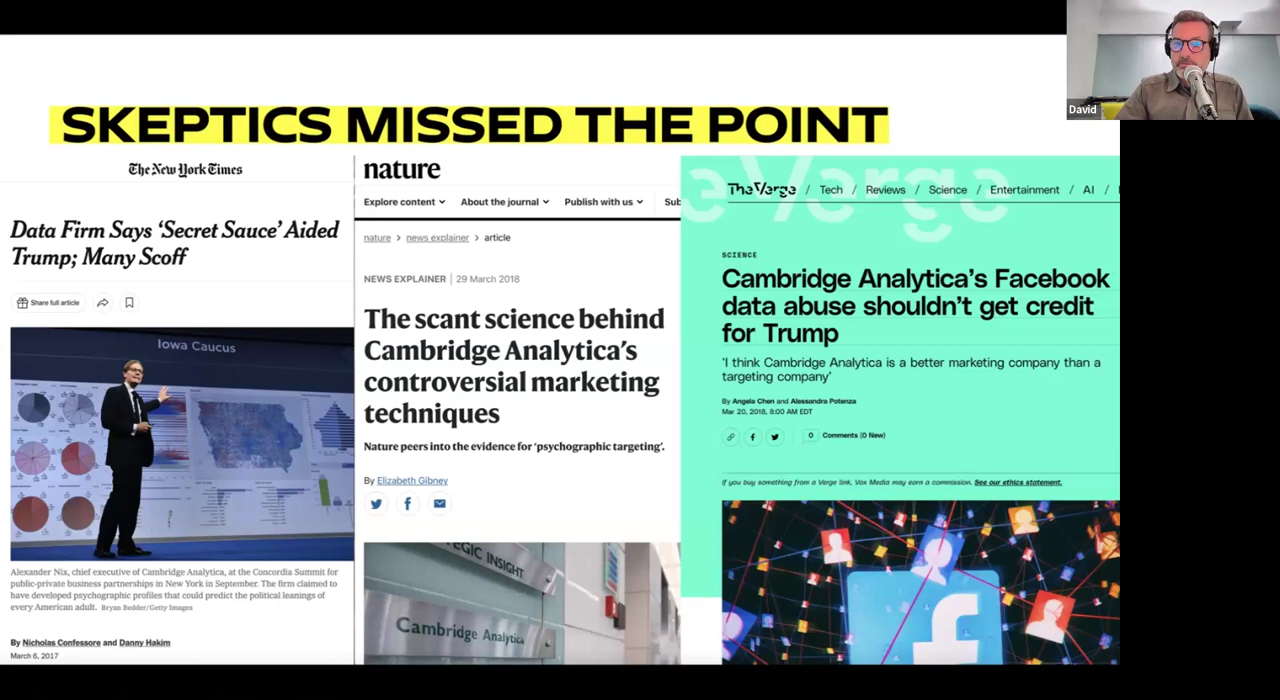 David
SKEPTICS MISSED THE POINT
The New York Times
Data Firm Says ‘Secret Sauce’ Aided
Trump; Many Scoff
Share full article
Iowa Caucus
Alexander Nix, chief executive of Cambridge Analytica, at the Concordia Summit for
public-private business partnerships in New York in September. The firm claimed to
have developed psychographic profiles that could predict the political leanings of
every American adult. Bryan Bedder/Getty Images
By Nicholas Confessore and Danny Hakim
March 6, 2017
nature
Explore content About the journal Publish with us Sub
nature > news explainer > article
NEWS EXPLAINER | 29 March 2018
The scant science behind
Cambridge Analytica’s
controversial marketing
techniques
Nature peers into the evidence for ‘psychographic targeting’.
By Elizabeth Gibney
TEGIC INSIGHT
Cambridge Analytica
e Verge
The Verge / Tech / Reviews / Science / Entertainment / AI /
SCIENCE
Cambridge Analytica’s Facebook
data abuse shouldn’t get credit
for Trump
‘I think Cambridge Analytica is a better marketing company than a
targeting company’
By Angela Chen and Alessandra Potenza
Mar 20, 2018, 8:00 AM EDT
0 Comments (0 New)
If you buy something from a Verge link, Vox Media may earn a commission. See our ethics statement.
f